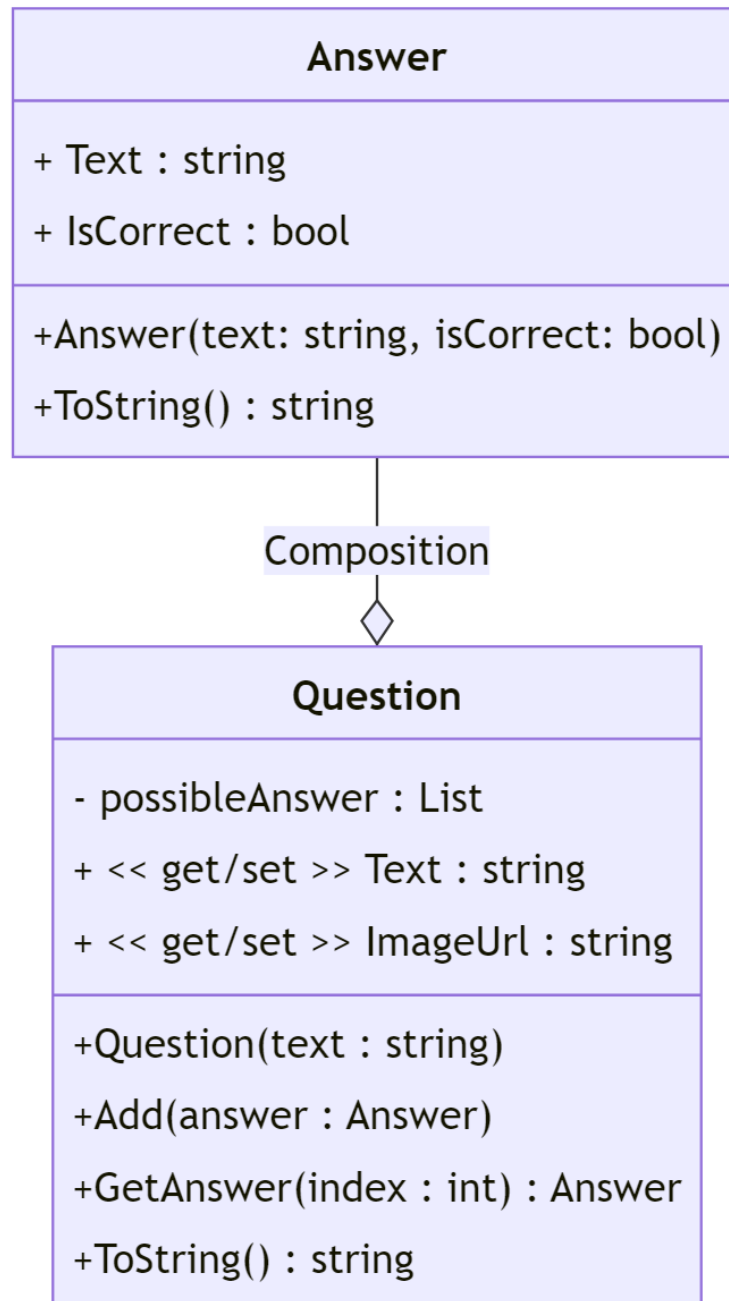 Answer
+ Text : string
+ IsCorrect : bool
+Answer(text: string, isCorrect: bool)
+ToString() : string
Composition
Question
- possibleAnswer : List
+ << get/set >> Text : string
+ << get/set >> ImageUrl : string
+Question(text : string)
+Add(answer : Answer)
+GetAnswer(index : int) : Answer
+ToString() : string